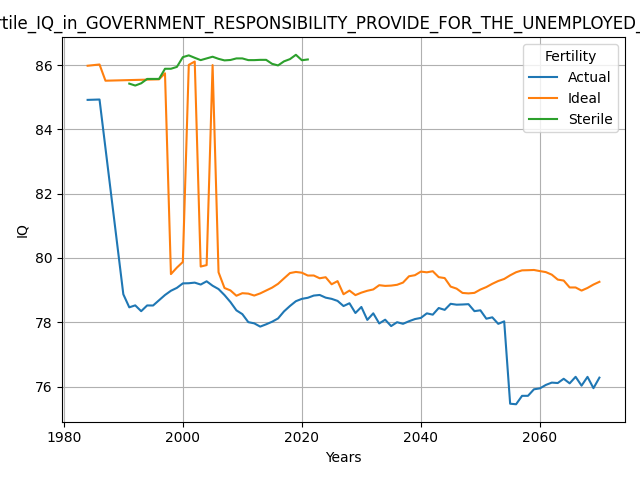 rtile_IQ_in_GOVERNMENT_RESPONSIBILITY_PROVIDE_FOR_THE_UNEMPLOYED_
Fertility
Actual
Ideal
Sterile
IQ
86
84
82
80
78
76
1980
2000
2020
2040
2060
Years